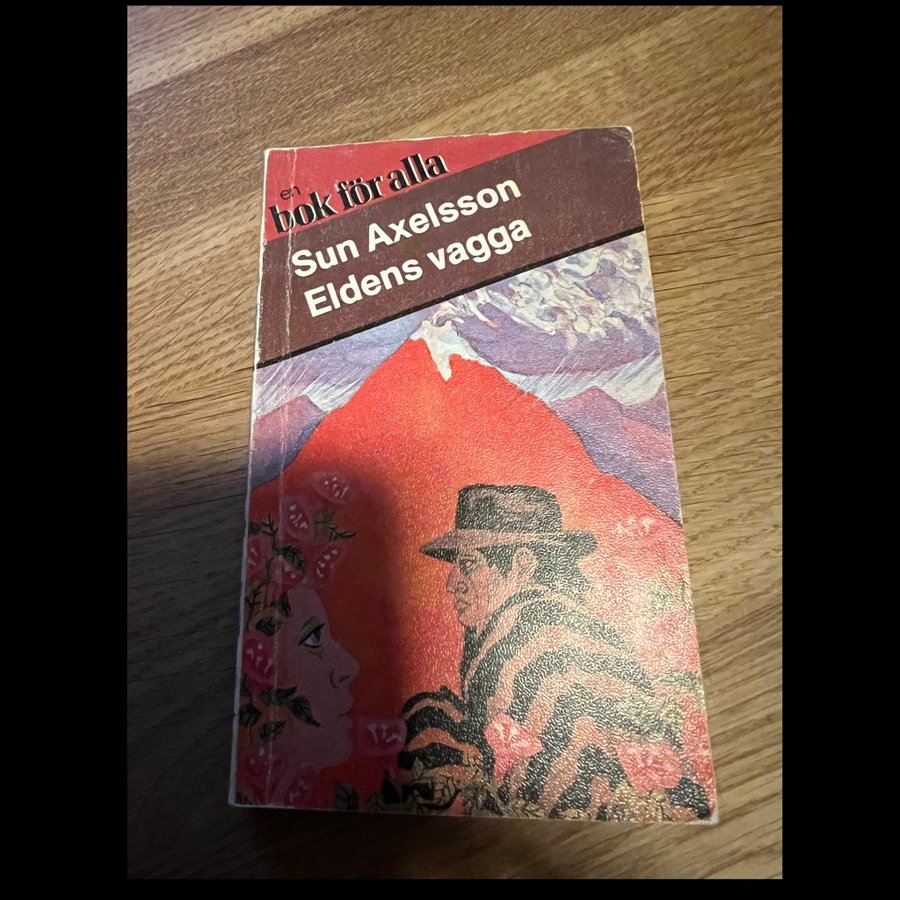 en
bok för alla
Sun Axelsson
Eldens vagga